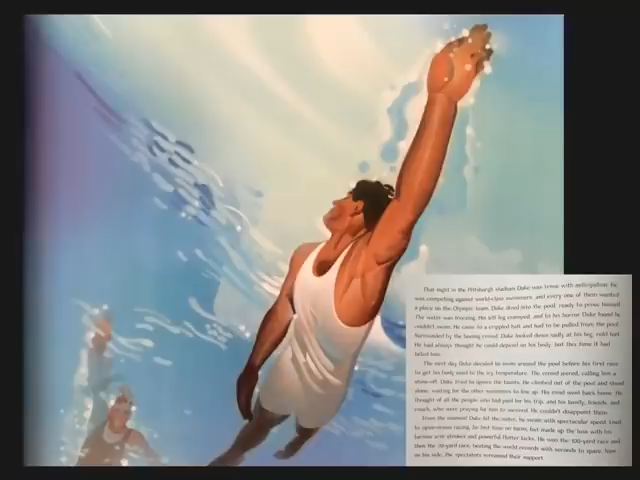 That night in the Pittsburgh stadium Duke was tense with anticipation: he
was competing against world-class swimmers, and every one of them wanted
a place on the Olympic team. Duke dived into the pool, ready to prove himself.
The water was freezing. His left leg cramped, and to his horror Duke found he
couldn't move. He came to a crippled halt and had to be pulled from the pool.
Surrounded by the booing crowd, Duke looked down sadly at his big, cold feet.
He had always thought he could depend on his body, but this time it had
failed him.
The next day Duke decided to swim around the pool before his first race
to get his body used to the icy temperature. The crowd jeered, calling him a
show-off. Duke tried to ignore the taunts. He climbed out of the pool and stood
alone, waiting for the other swimmers to line up. His mind went back home. He
thought of all the people who had paid for his trip, and his family, friends, and
coach, who were praying for him to succeed. He couldn't disappoint them.
From the moment Duke hit the water, he swam with spectacular speed. Used
to open-ocean racing, he lost time on turns, but made up the loss with his
famous arm strokes and powerful flutter kicks. He won the 100-yard race and
then the 50-yard race, beating the world records with seconds to spare. Now
on his side, the spectators screamed their support.